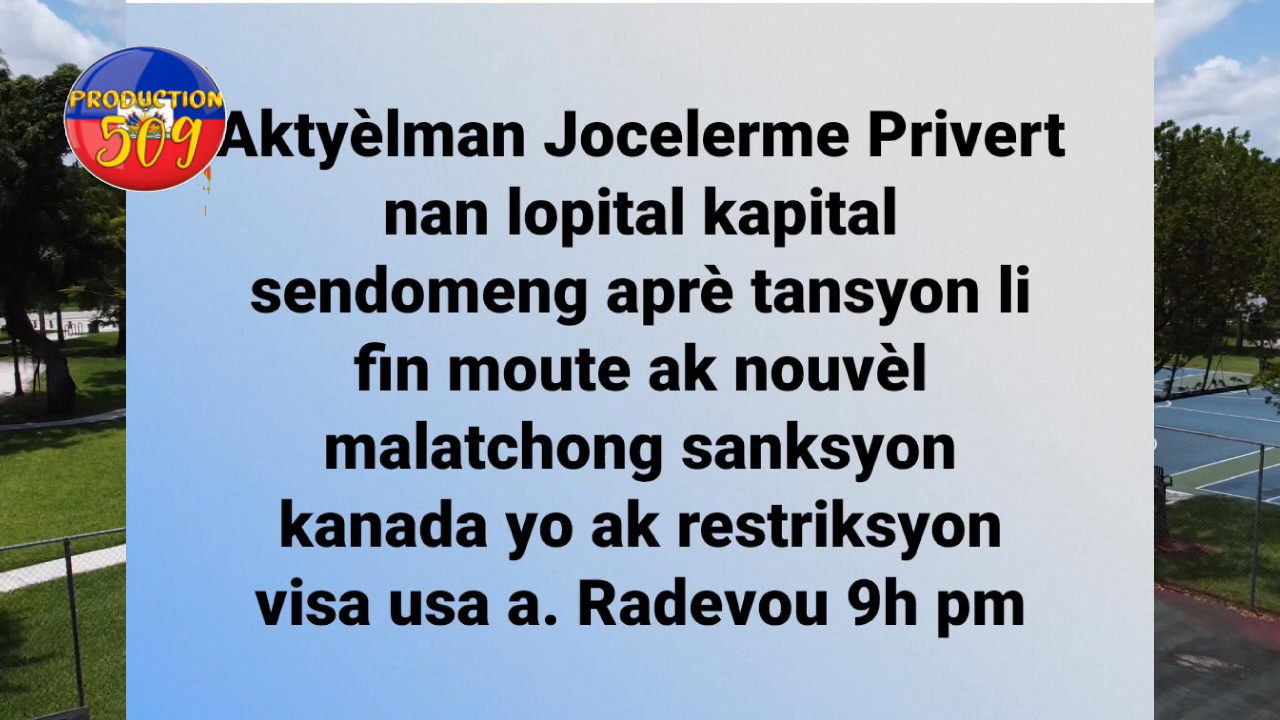 PRODUCTION
509
Aktyèlman Jocelerme Privert
nan lopital kapital
sendomeng aprè tansyon li
fin moute ak nouvèl
malatchong sanksyon
kanada yo ak restriksyon
visa usa a. Radevou 9h pm